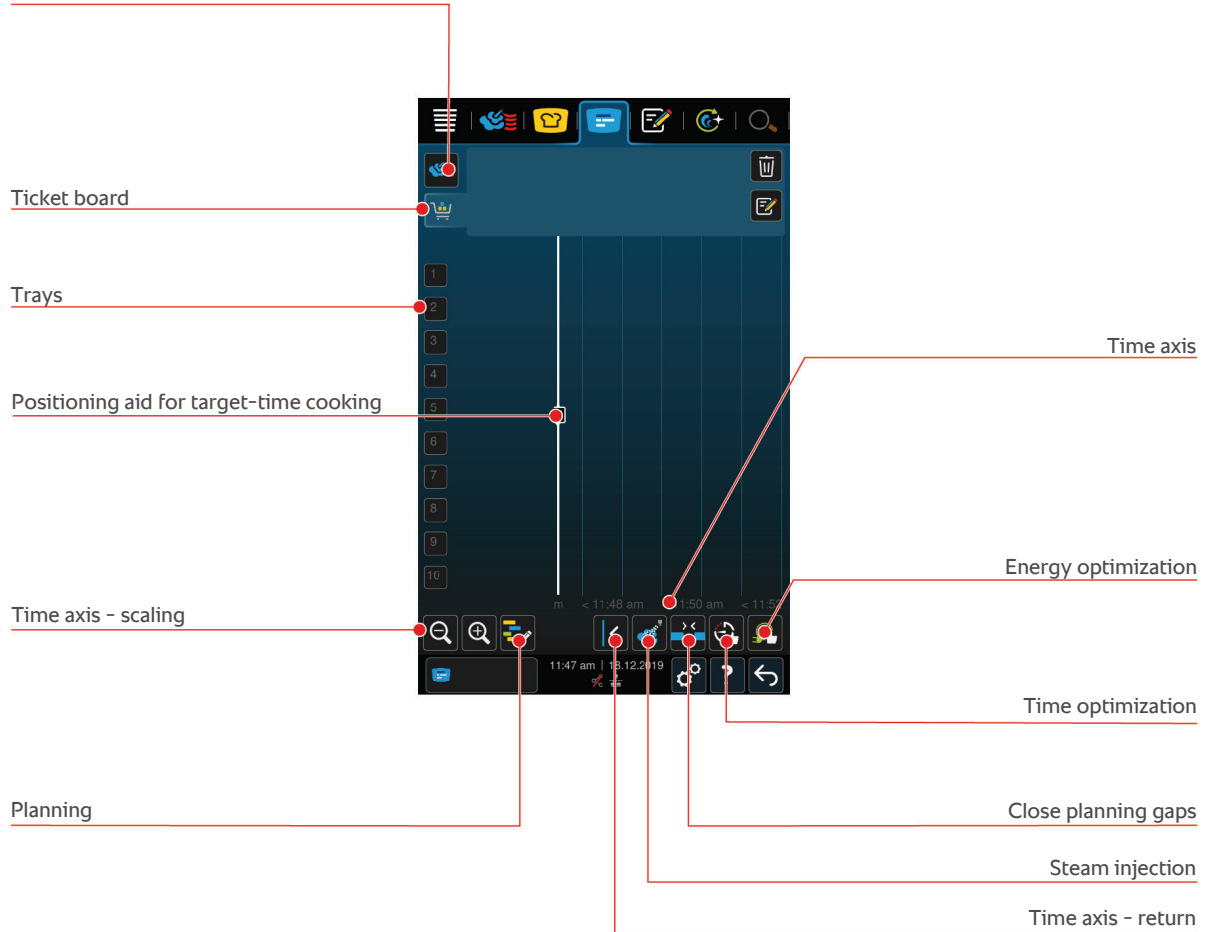 Ticket board
1
Trays
2
3
Time axis
4
Positioning aid for target-time cooking
5
6
7
8
9
Energy optimization
10
m < 11:48 am 11:50 am < 11:52
Time axis - scaling
11:47 am | 18.12.2019
?
Time optimization
Planning
Close planning gaps
Steam injection
Time axis - return